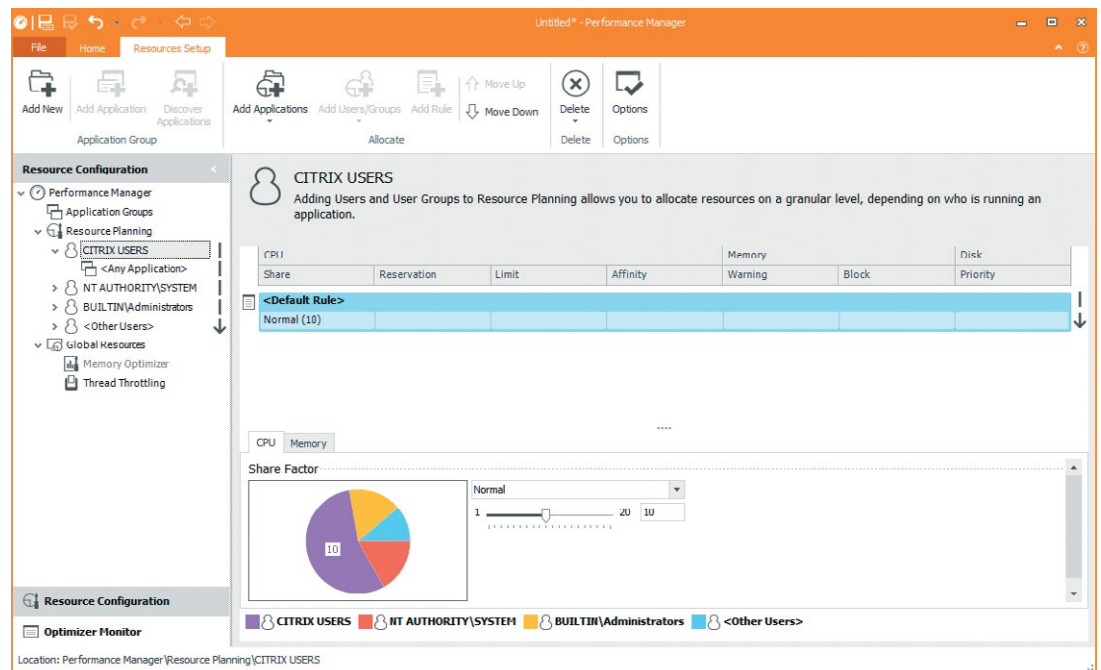 Untitled* - Performance Manager
File Home Resources Setup
Add New Add Application Discover Applications
Add Applications Add Users/Groups Add Rule Move Up Move Down
Delete Options
Application Group Allocate Delete Options
Resource Configuration
Performance Manager
Application Groups
Resource Planning
CITRIX USERS
<Any Application>
NT AUTHORITY\SYSTEM
BUILTIN\Administrators
<Other Users>
Global Resources
Memory Optimizer
Thread Throttling
Resource Configuration
Optimizer Monitor
CITRIX USERS
Adding Users and User Groups to Resource Planning allows you to allocate resources on a granular level, depending on who is running an
application.
CPU Memory Disk
Share Reservation Limit Affinity Warning Block Priority
<Default Rule>
Normal (10)
CPU Memory
Share Factor
Normal
1 20 10
10
CITRIX USERS NT AUTHORITY\SYSTEM BUILTIN\Administrators <Other Users>
Location: Performance Manager\Resource Planning\CITRIX USERS